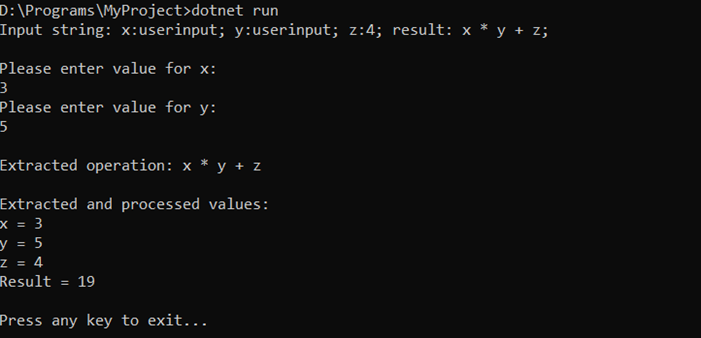 D:\Programs\MyProject>dotnet run
Input string: x:userinput; y:userinput; z:4; result: x * y + z;
Please enter value for x:
3
Please enter value for y:
5
Extracted operation: x * y + z
Extracted and processed values:
x = 3
y = 5
z = 4
Result = 19
Press any key to exit...